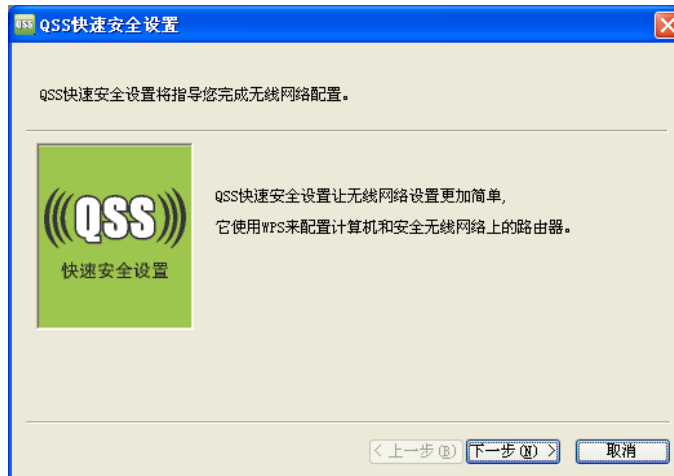 QSS QSS快速安全设置
QSS快速安全设置将指导您完成无线网络配置。
(((QSS)))
快速安全设置
QSS快速安全设置让无线网络设置更加简单,
它使用WPS来配置计算机和安全无线网络上的路由器。
< 上一步(B) 下一步(N) > 取消